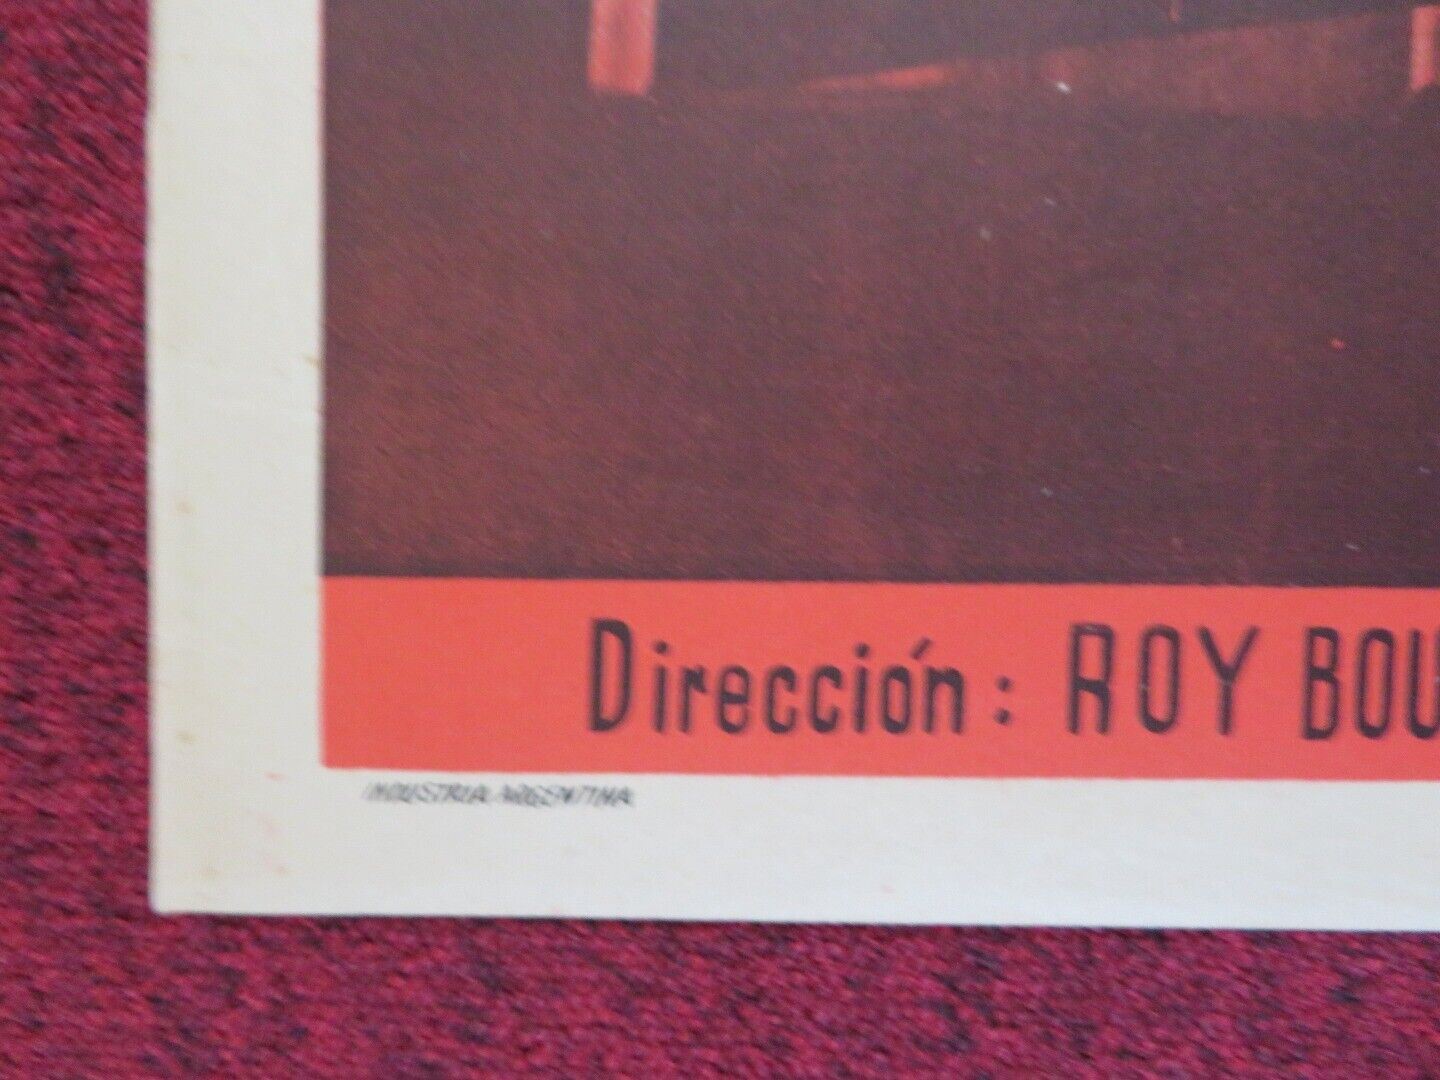 Dirección: ROY BOU
INDUSTRIA ARGENTINA